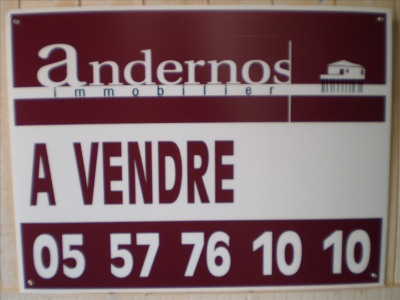 andernos
immobilier
A VENDRE
05 57 76 10 10